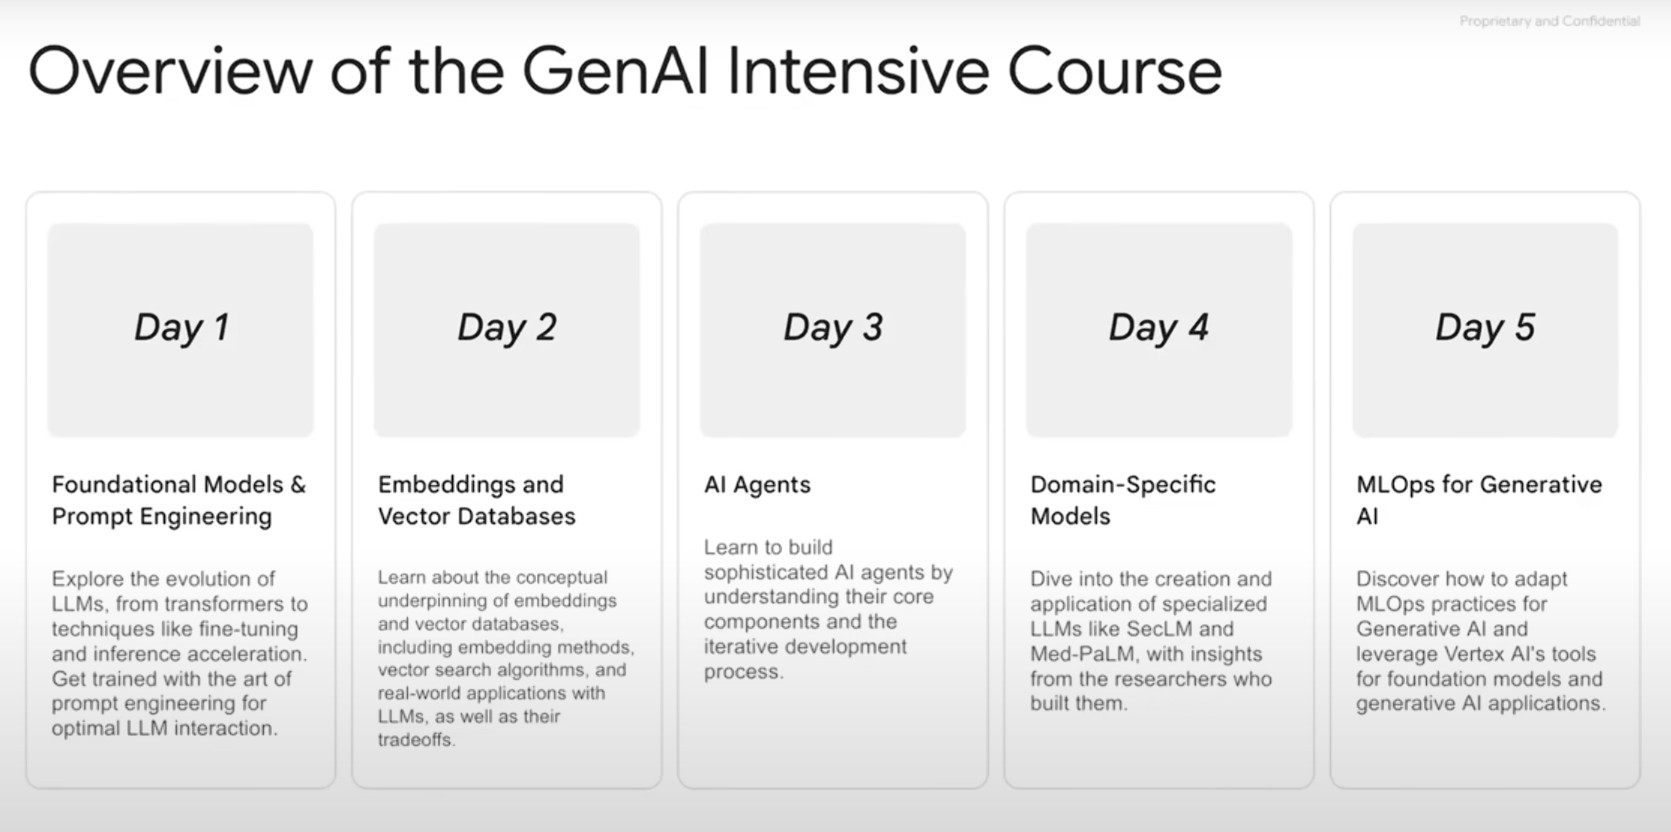 Proprietary and Confidential
Overview of the GenAI Intensive Course
Day 1
Foundational Models &
Prompt Engineering
Explore the evolution of
LLMs, from transformers to
techniques like fine-tuning
and inference acceleration.
Get trained with the art of
prompt engineering for
optimal LLM interaction.
Day 2
Embeddings and
Vector Databases
Learn about the conceptual
underpinning of embeddings
and vector databases,
including embedding methods,
vector search algorithms, and
real-world applications with
LLMs, as well as their
tradeoffs.
Day 3
AI Agents
Learn to build
sophisticated AI agents by
understanding their core
components and the
iterative development
process.
Day 4
Domain-Specific
Models
Dive into the creation and
application of specialized
LLMs like SecLM and
Med-PaLM, with insights
from the researchers who
built them.
Day 5
MLOps for Generative
AI
Discover how to adapt
MLOps practices for
Generative AI and
leverage Vertex AI's tools
for foundation models and
generative AI applications.